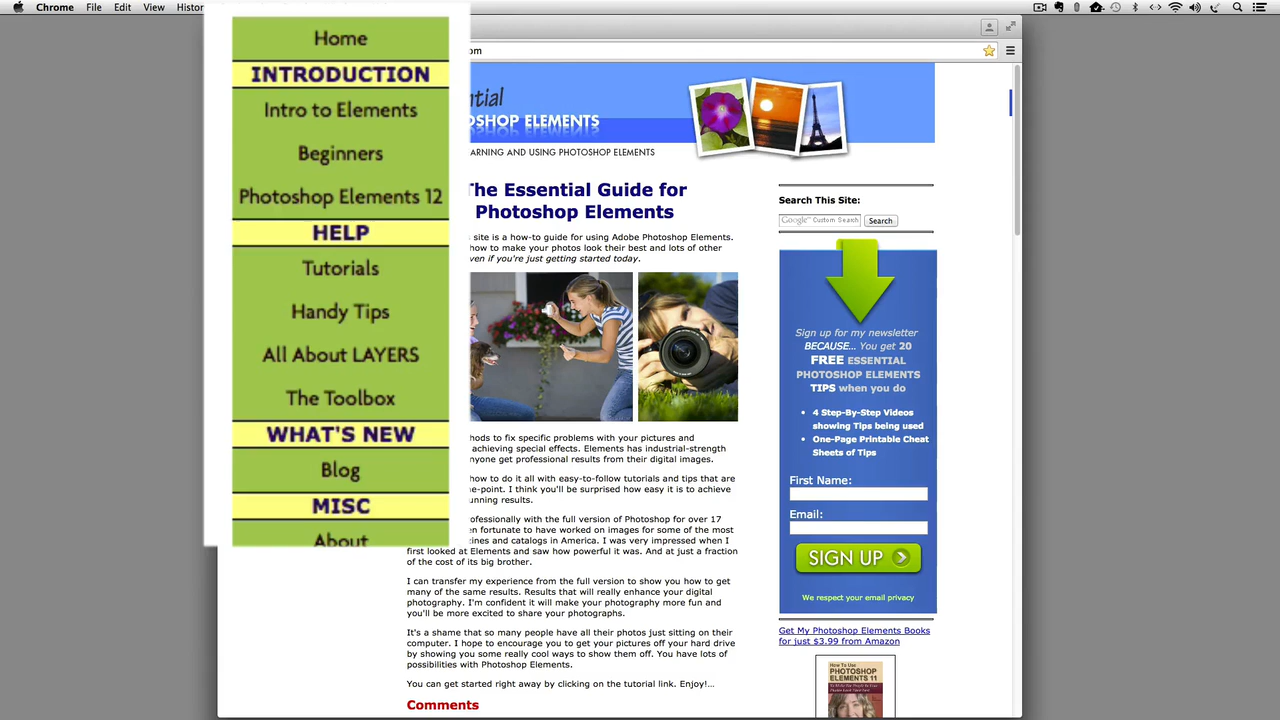 Chrome File Edit View Histor
Home
INTRODUCTION
Intro to Elements
Beginners
Photoshop Elements 12
HELP
Tutorials
Handy Tips
All About LAYERS
The Toolbox
WHAT'S NEW
Blog
MISC
About
om
ntial
OSHOP ELEMENTS
ARNING AND USING PHOTOSHOP ELEMENTS
The Essential Guide for
Photoshop Elements
site is a how-to guide for using Adobe Photoshop Elements.
how to make your photos look their best and lots of other
ven if you're just getting started today.
hods to fix specific problems with your pictures and
achieving special effects. Elements has industrial-strength
nyone get professional results from their digital images.
how to do it all with easy-to-follow tutorials and tips that are
e-point. I think you'll be surprised how easy it is to achieve
unning results.
ofessionally with the full version of Photoshop for over 17
en fortunate to have worked on images for some of the most
zines and catalogs in America. I was very impressed when I
first looked at Elements and saw how powerful it was. And at just a fraction
of the cost of its big brother.
I can transfer my experience from the full version to show you how to get
many of the same results. Results that will really enhance your digital
photography. I'm confident it will make your photography more fun and
you'll be more excited to share your photographs.
It's a shame that so many people have all their photos just sitting on their
computer. I hope to encourage you to get your pictures off your hard drive
by showing you some really cool ways to show them off. You have lots of
possibilities with Photoshop Elements.
You can get started right away by clicking on the tutorial link. Enjoy!...
Comments
Search This Site:
Google™ Custom Search Search
Sign up for my newsletter
BECAUSE... You get 20
FREE ESSENTIAL
PHOTOSHOP ELEMENTS
TIPS when you do
• 4 Step-By-Step Videos
showing Tips being used
• One-Page Printable Cheat
Sheets of Tips
First Name:
Email:
SIGN UP
We respect your email privacy
Get My Photoshop Elements Books
for just $3.99 from Amazon
How To Use
PHOTOSHOP
ELEMENTS 11